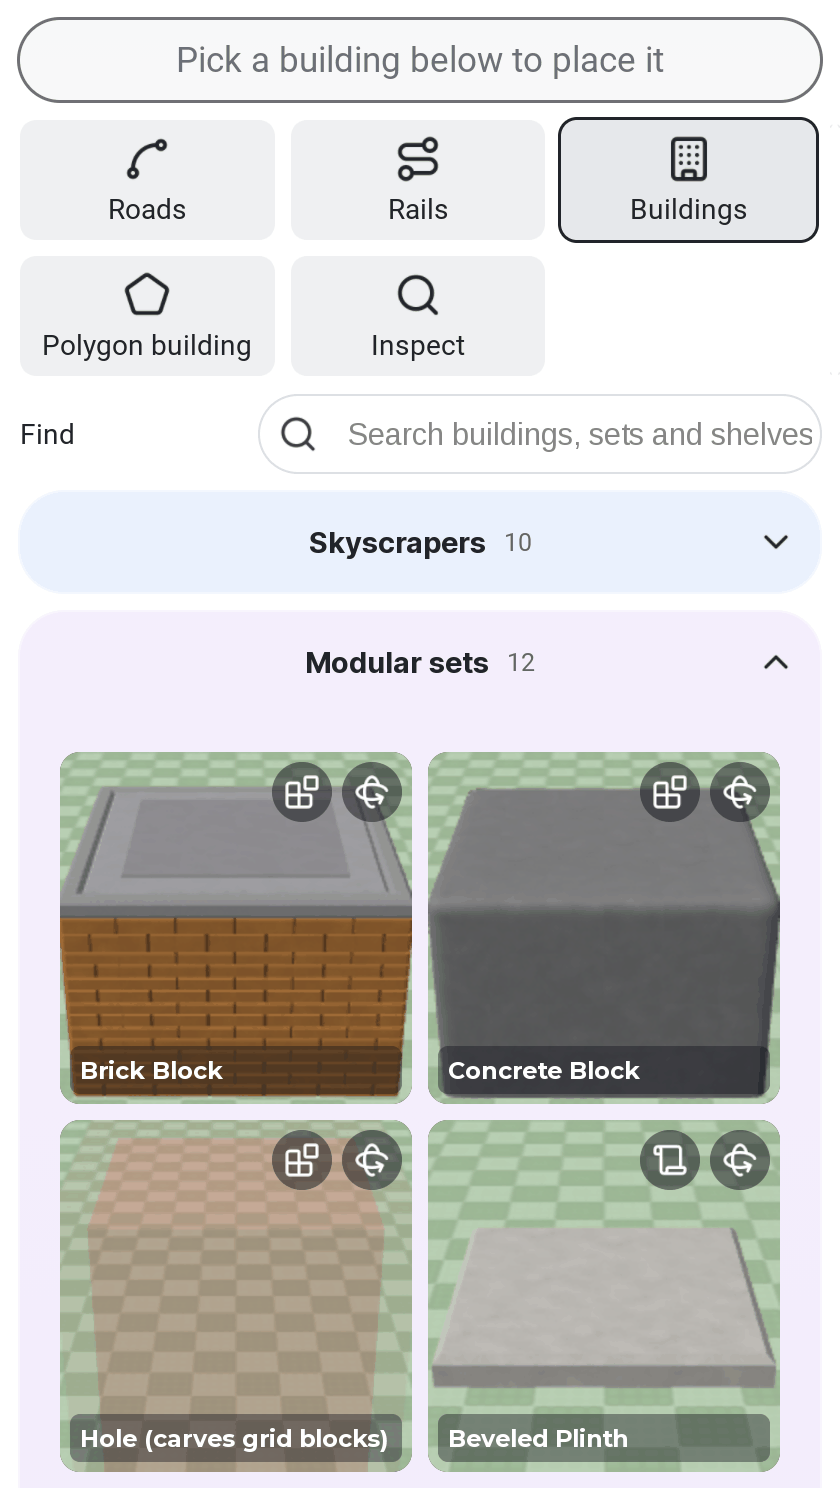 Pick a building below to place it
Roads
Rails
Buildings
Polygon building
Inspect
Find
Search buildings, sets and shelves
Skyscrapers 10
Modular sets 12
Brick Block
Concrete Block
Hole (carves grid blocks)
Beveled Plinth